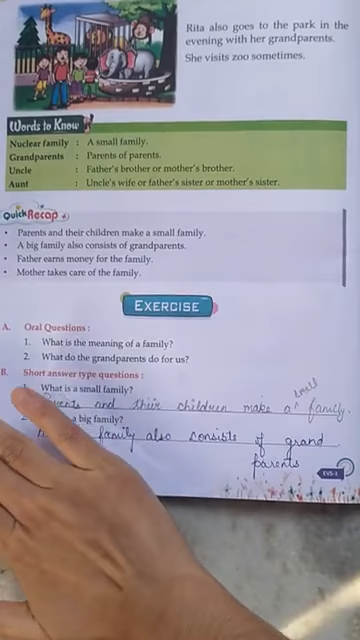 Rita also goes to the park in the
evening with her grandparents.
She visits zoo sometimes.
Words to Know
Nuclear family : A small family.
Grandparents : Parents of parents.
Uncle : Father's brother or mother's brother.
Aunt : Uncle's wife or father's sister or mother's sister.
Quick Recap
• Parents and their children make a small family.
• A big family also consists of grandparents.
• Father earns money for the family.
• Mother takes care of the family.
EXERCISE
A. Oral Questions :
1. What is the meaning of a family?
2. What do the grandparents do for us?
B. Short answer type questions :
What is a small family?
and their children make a small family.
a big family?
family also consists of grand
parents
EVS-1